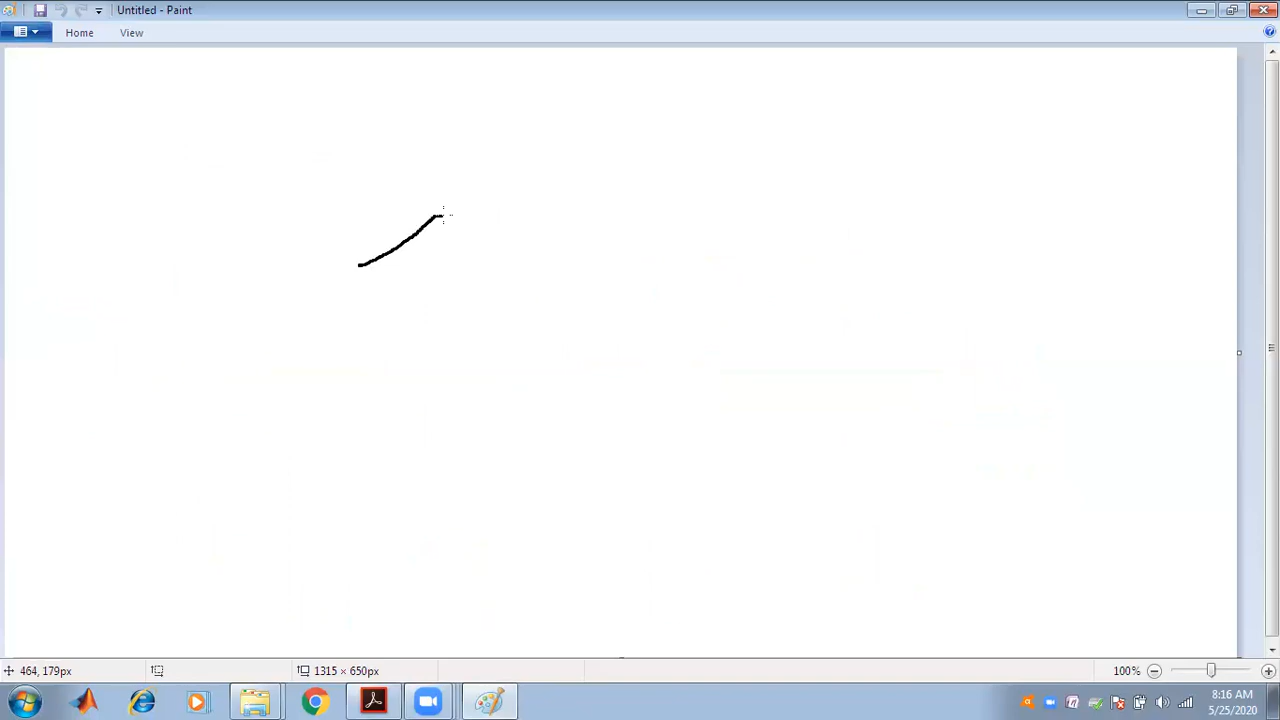 Untitled - Paint
Home View
464, 179px 1315 × 650px 100%
8:16 AM
5/25/2020